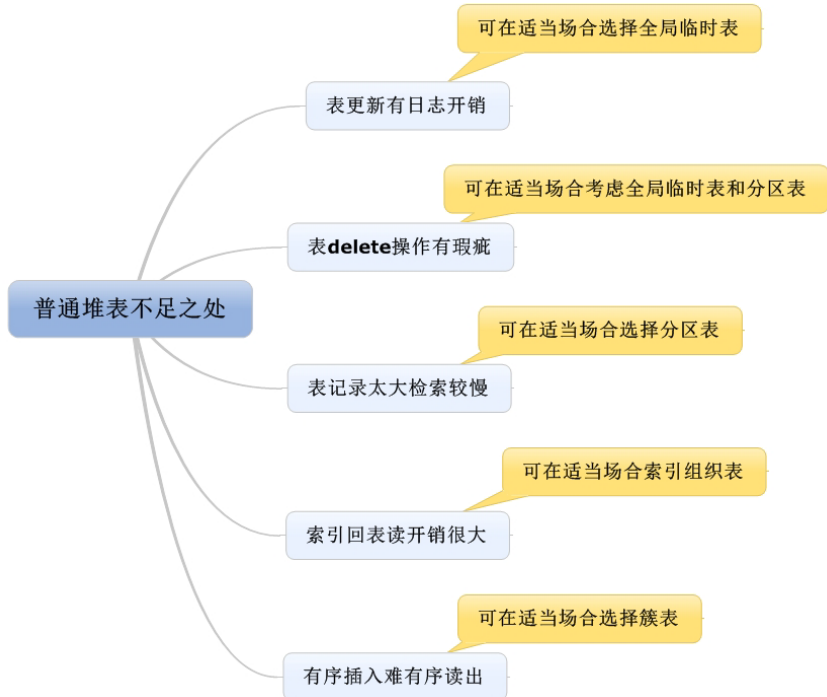 可在适当场合选择全局临时表
表更新有日志开销
可在适当场合考虑全局临时表和分区表
表delete操作有瑕疵
普通堆表不足之处
可在适当场合选择分区表
表记录太大检索较慢
可在适当场合索引组织表
索引回表读开销很大
可在适当场合选择簇表
有序插入难有序读出